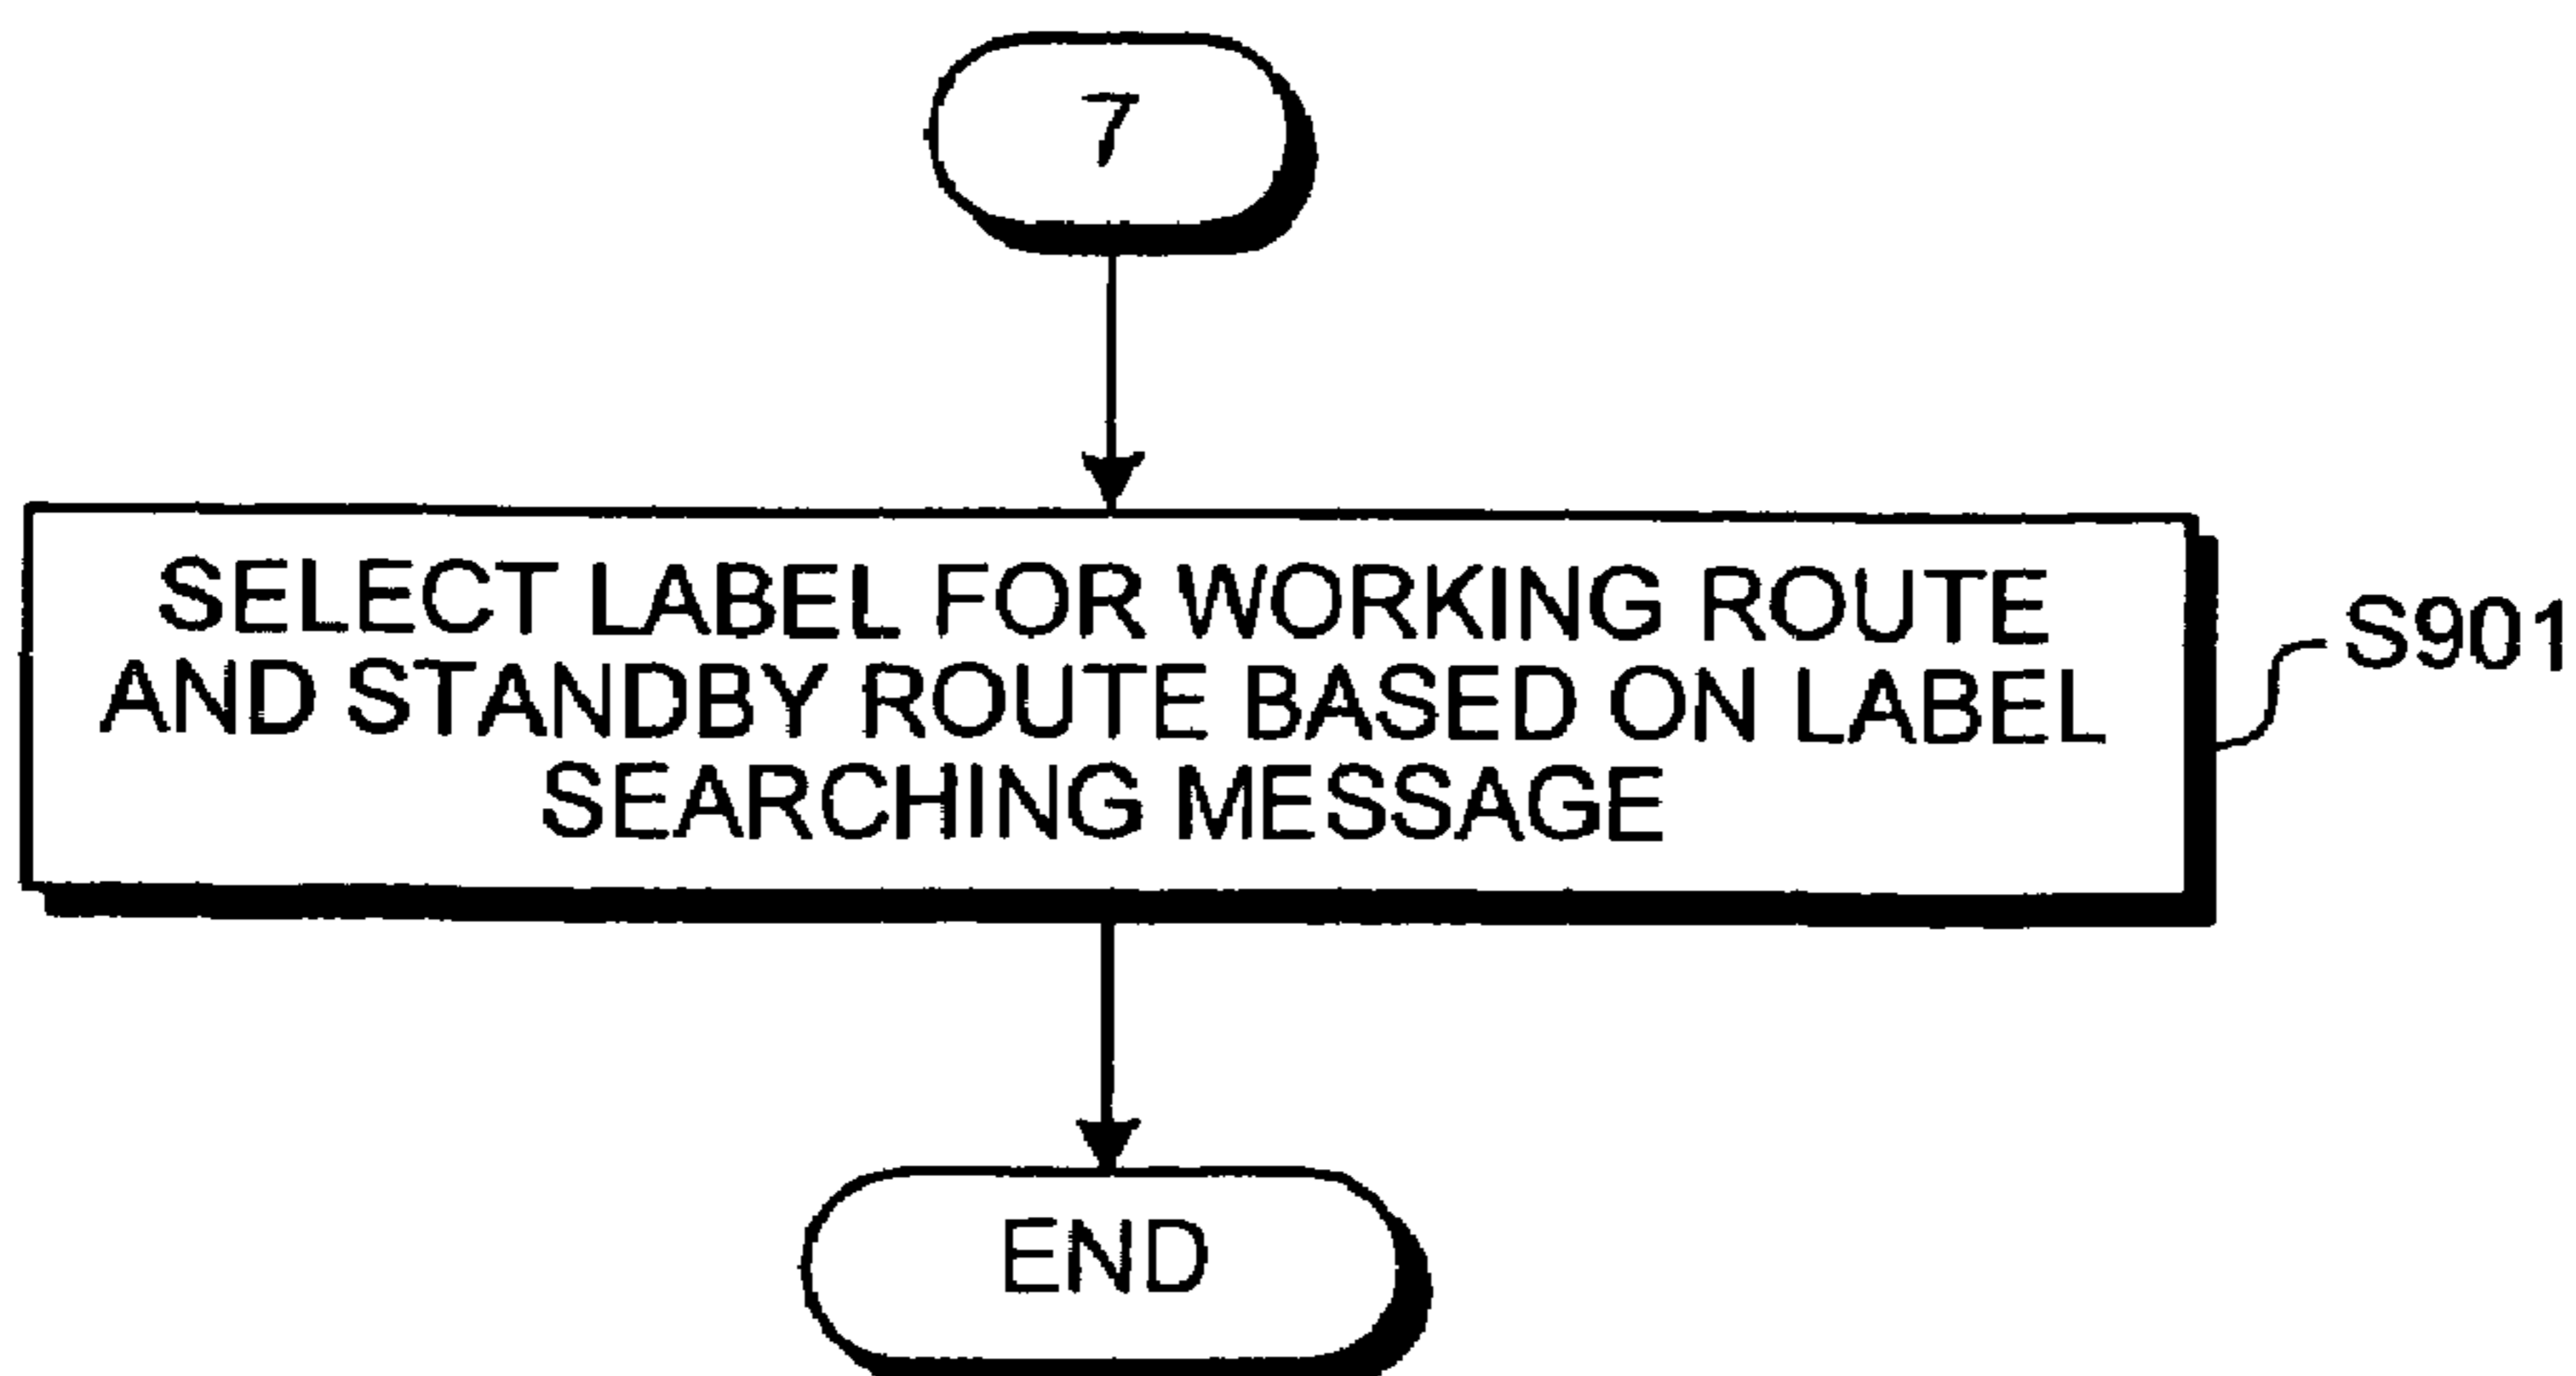 7
SELECT LABEL FOR WORKING ROUTE
AND STANDBY ROUTE BASED ON LABEL
SEARCHING MESSAGE
S901
END